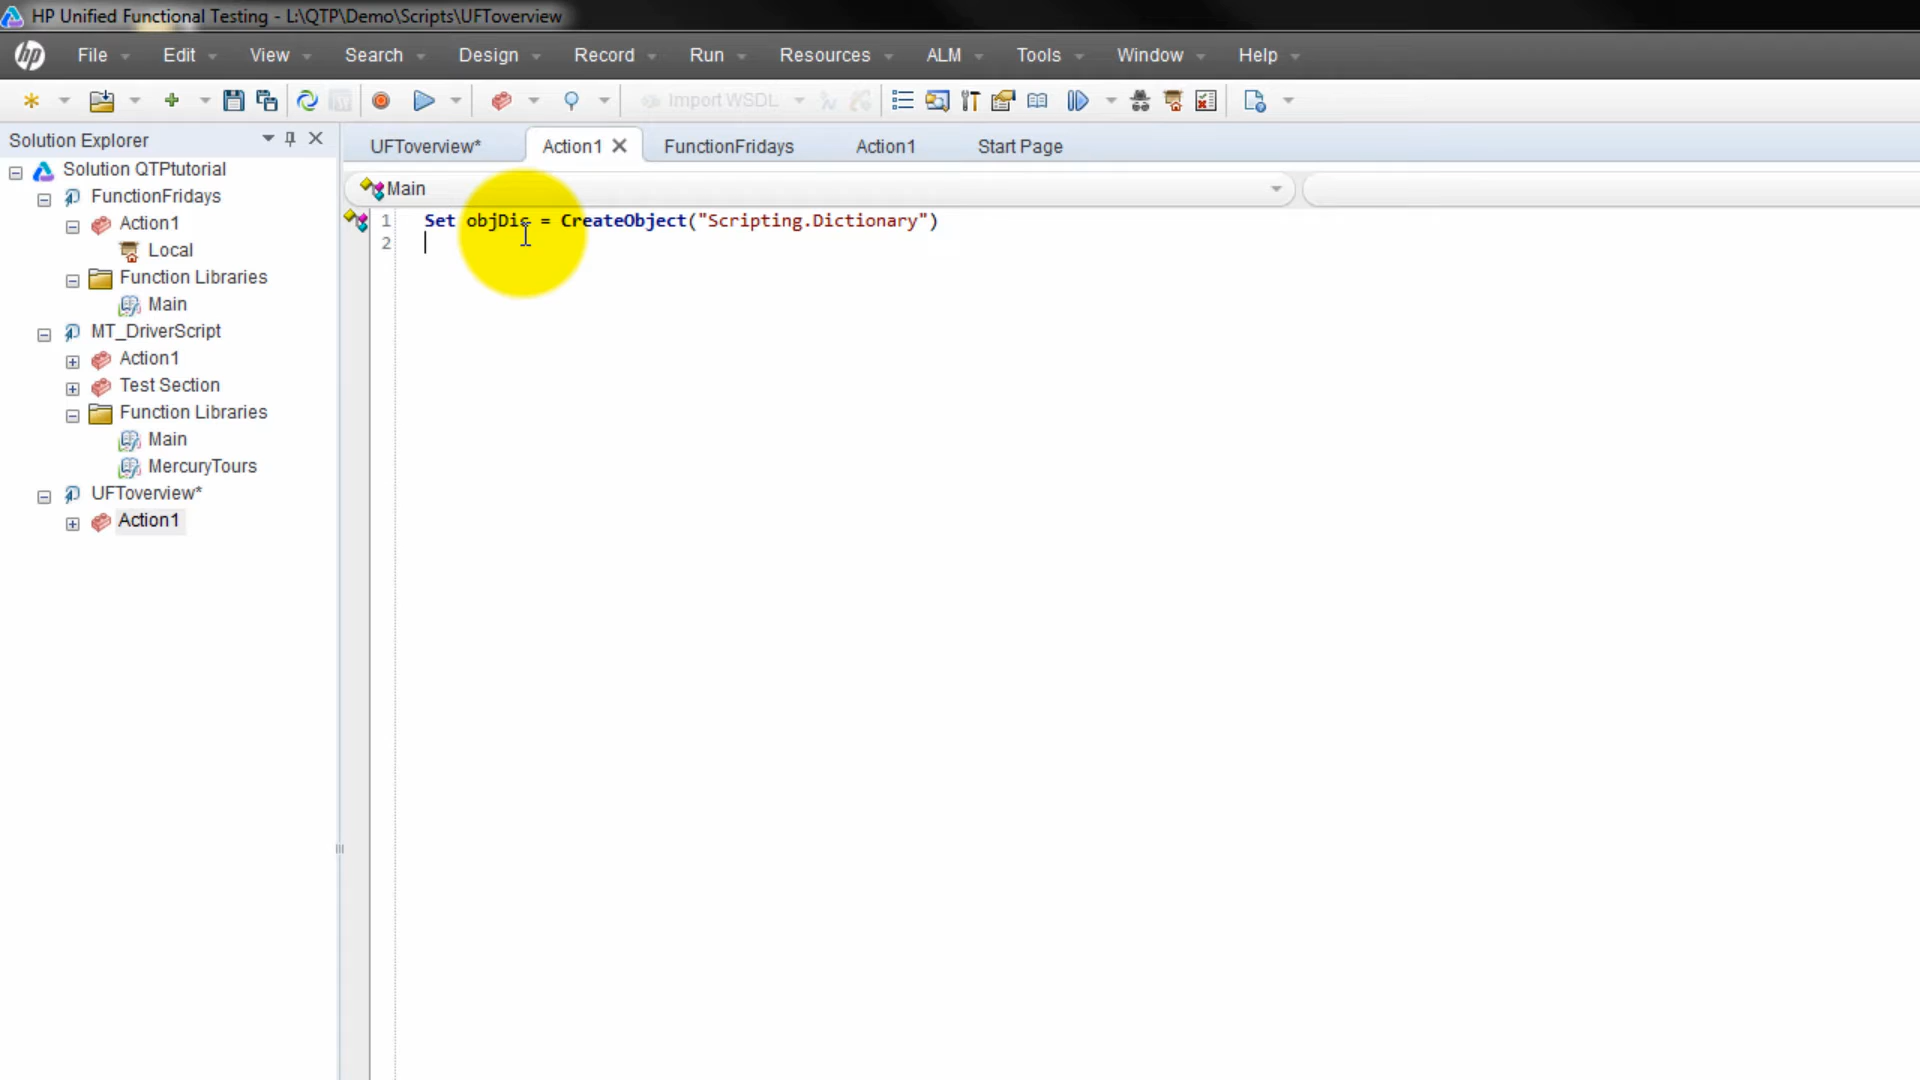 HP Unified Functional Testing - L:\QTP\Demo\Scripts\UFToverview
hp File Edit View Search Design Record Run Resources ALM Tools Window Help
Import WSDL
Solution Explorer
UFToverview* Action1 FunctionFridays Action1 Start Page
Main
Solution QTPtutorial
FunctionFridays
Action1
Local
Function Libraries
Main
MT_DriverScript
Action1
Test Section
Function Libraries
Main
MercuryTours
UFToverview*
Action1
1 Set objDic = CreateObject("Scripting.Dictionary")
2